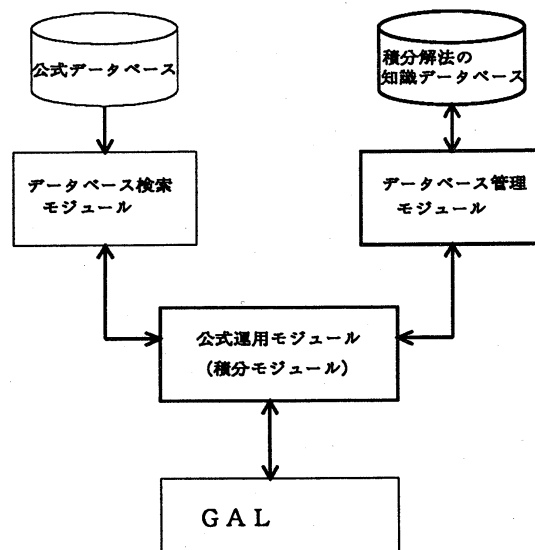 公式データベース
積分解法の
知識データベース
データベース検索
モジュール
データベース管理
モジュール
公式運用モジュール
(積分モジュール)
GAL